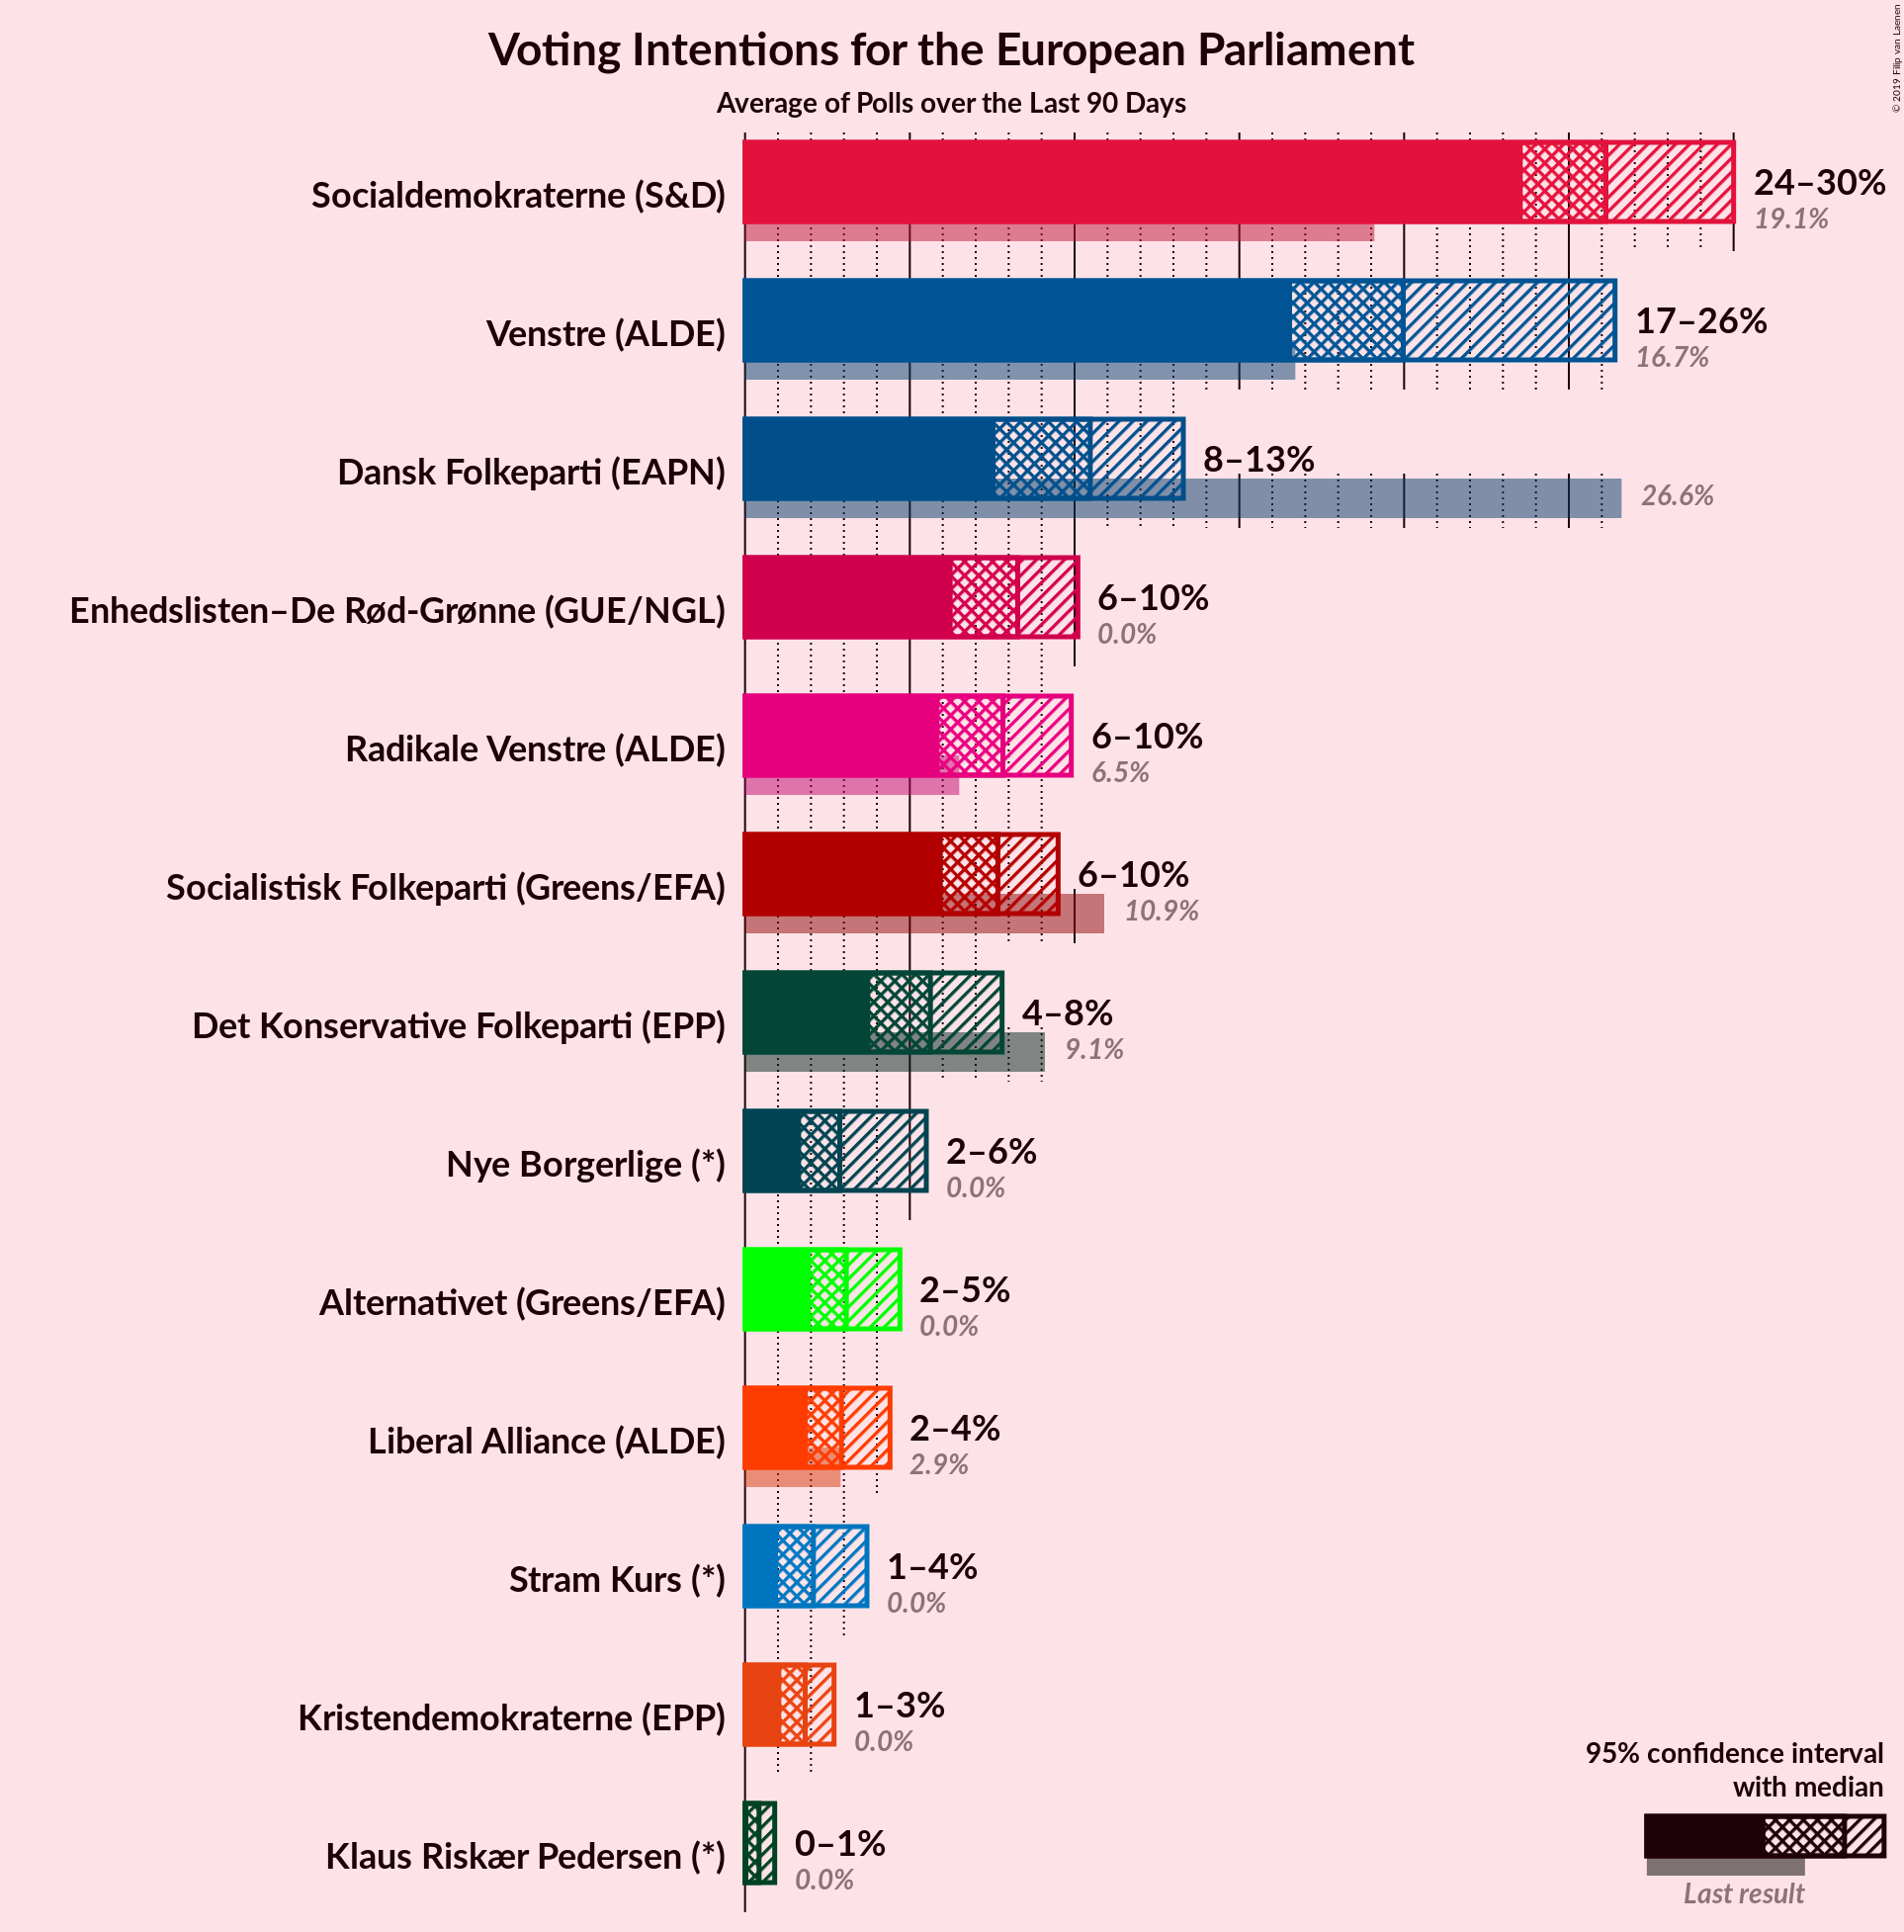 Voting Intentions for the European Parliament
Average of Polls over the Last 90 Days
© 2019 Filip van Laenen
Socialdemokraterne (S&D)
24–30%
19.1%
Venstre (ALDE)
17–26%
16.7%
Dansk Folkeparti (EAPN)
8–13%
26.6%
Enhedslisten–De Rød-Grønne (GUE/NGL)
6–10%
0.0%
Radikale Venstre (ALDE)
6–10%
6.5%
Socialistisk Folkeparti (Greens/EFA)
6–10%
10.9%
Det Konservative Folkeparti (EPP)
4–8%
9.1%
Nye Borgerlige (*)
2–6%
0.0%
Alternativet (Greens/EFA)
2–5%
0.0%
Liberal Alliance (ALDE)
2–4%
2.9%
Stram Kurs (*)
1–4%
0.0%
Kristendemokraterne (EPP)
1–3%
0.0%
Klaus Riskær Pedersen (*)
0–1%
0.0%
95% confidence interval
with median
Last result